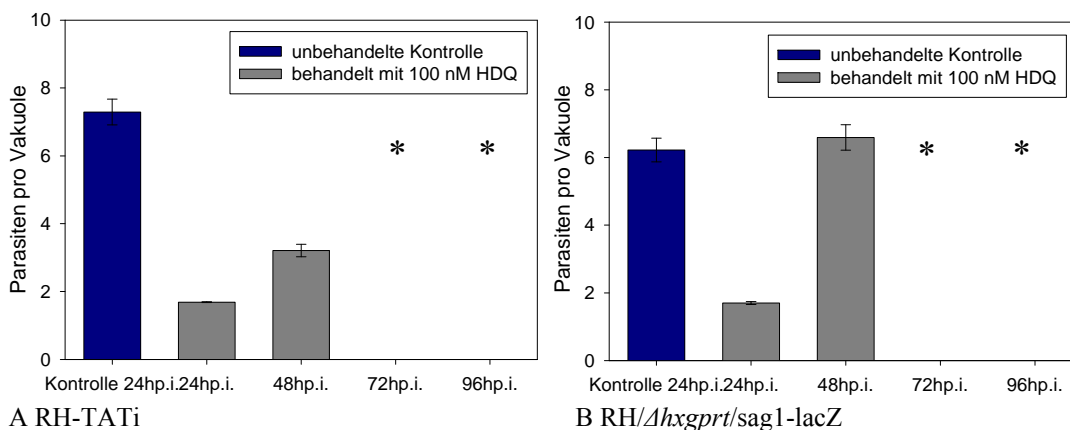 10
8
6
4
2
0
Parasiten pro Vakuole
unbehandelte Kontrolle
behandelt mit 100 nM HDQ
*
*
Kontrolle 24hp.i.
24hp.i.
48hp.i.
72hp.i.
96hp.i.
A RH-TATi
10
8
6
4
2
0
Parasiten pro Vakuole
unbehandelte Kontrolle
behandelt mit 100 nM HDQ
*
*
Kontrolle 24hp.i.
24hp.i.
48hp.i.
72hp.i.
96hp.i.
B RH/Δhxgprt/sag1-lacZ